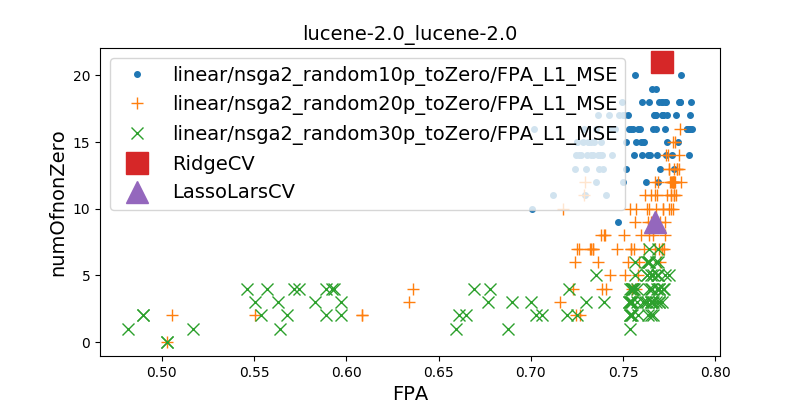 lucene-2.0_lucene-2.0
linear/nsga2_random10p_toZero/FPA_L1_MSE
linear/nsga2_random20p_toZero/FPA_L1_MSE
linear/nsga2_random30p_toZero/FPA_L1_MSE
RidgeCV
LassoLarsCV
numOfnonZero
20
15
10
5
0
0.50
0.55
0.60
0.65
0.70
0.75
0.80
FPA